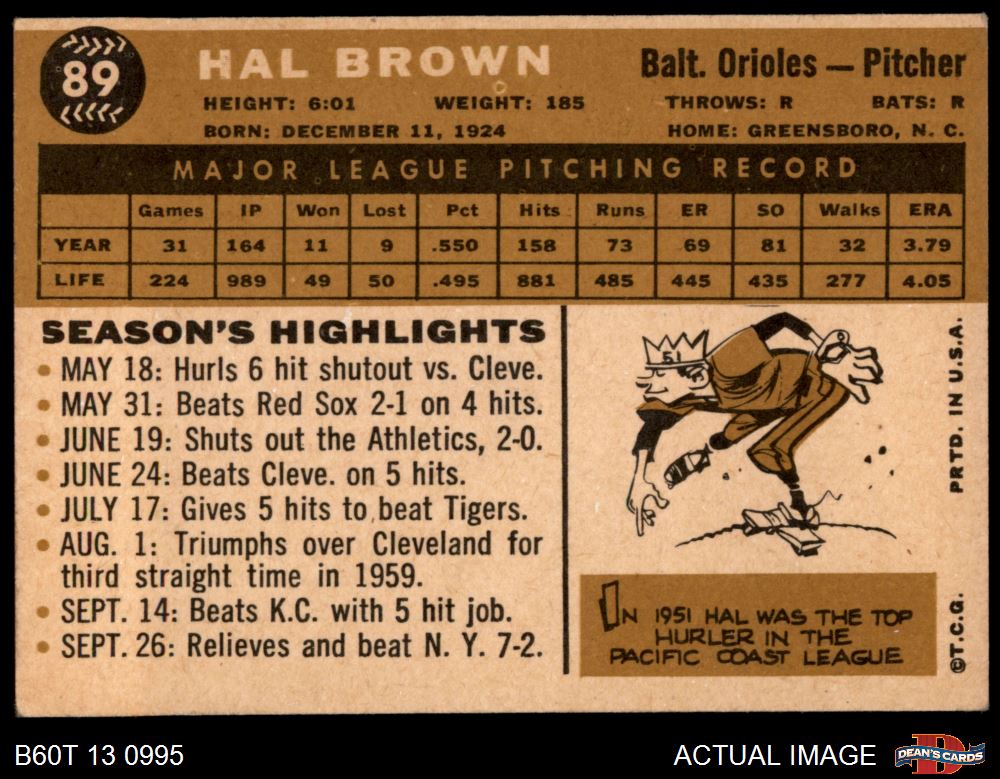 89
HAL BROWN
Balt. Orioles — Pitcher
HEIGHT: 6:01 WEIGHT: 185 THROWS: R BATS: R
BORN: DECEMBER 11, 1924 HOME: GREENSBORO, N. C.
MAJOR LEAGUE PITCHING RECORD
Games IP Won Lost Pct Hits Runs ER SO Walks ERA
YEAR 31 164 11 9 .550 158 73 69 81 32 3.79
LIFE 224 989 49 50 .495 881 485 445 435 277 4.05
SEASON'S HIGHLIGHTS
• MAY 18: Hurls 6 hit shutout vs. Cleve.
• MAY 31: Beats Red Sox 2-1 on 4 hits.
• JUNE 19: Shuts out the Athletics, 2-0.
• JUNE 24: Beats Cleve. on 5 hits.
• JULY 17: Gives 5 hits to beat Tigers.
• AUG. 1: Triumphs over Cleveland for
third straight time in 1959.
• SEPT. 14: Beats K.C. with 5 hit job.
• SEPT. 26: Relieves and beat N. Y. 7-2.
51
IN 1951 HAL WAS THE TOP
HURLER IN THE
PACIFIC COAST LEAGUE
PRTD. IN U.S.A.
©T.C.G.
B60T 13 0995
ACTUAL IMAGE
DEAN'S CARDS